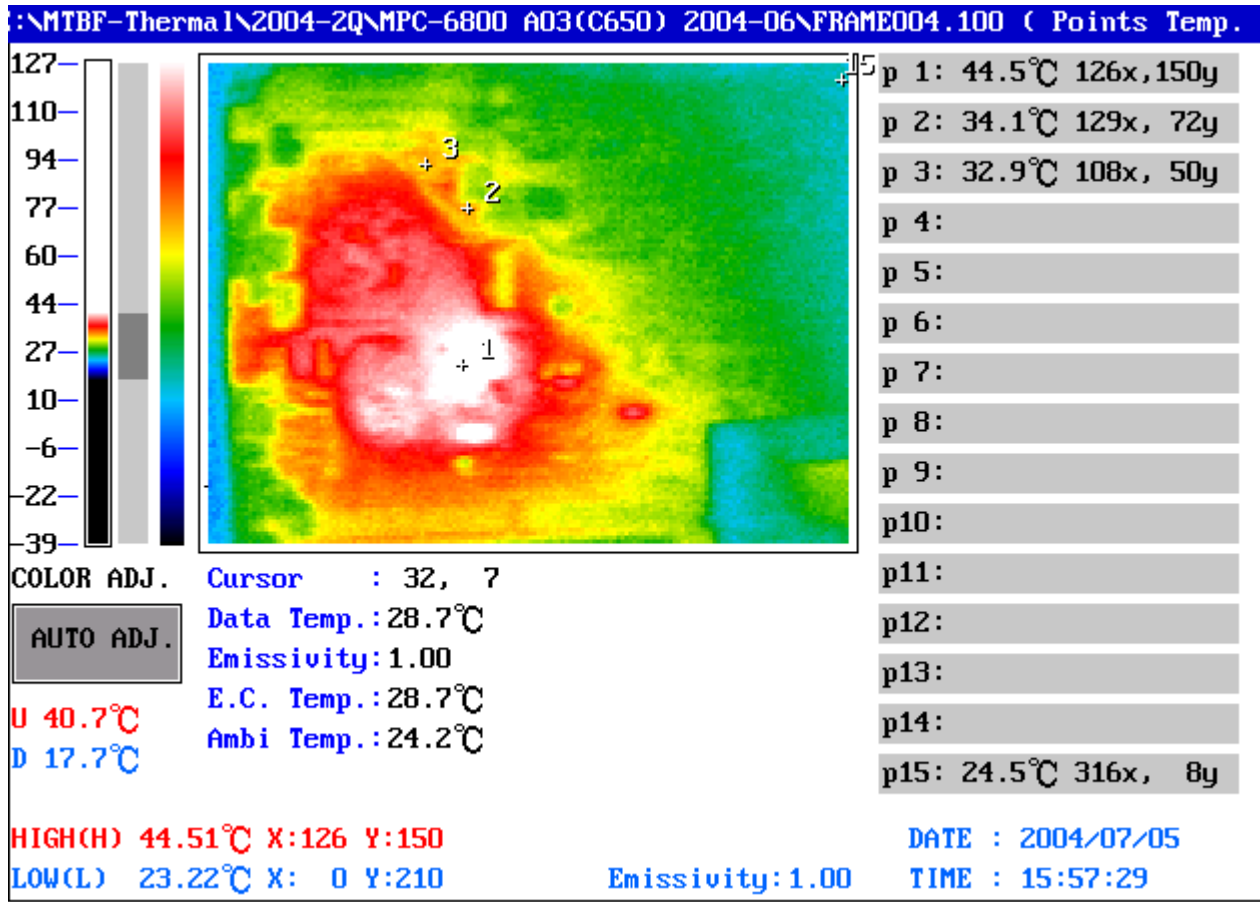 :\MTBF-Thermal\2004-2Q\MPC-6800 A03(C650) 2004-06\FRAME004.100 ( Points Temp.
127
110
94
77
60
44
27
10
-6
-22
-39
15
3
2
1
p 1: 44.5℃ 126x,150y
p 2: 34.1℃ 129x, 72y
p 3: 32.9℃ 108x, 50y
p 4:
p 5:
p 6:
p 7:
p 8:
p 9:
p10:
p11:
p12:
p13:
p14:
p15: 24.5℃ 316x, 8y
COLOR ADJ.
AUTO ADJ.
U 40.7℃
D 17.7℃
Cursor : 32, 7
Data Temp.:28.7℃
Emissivity:1.00
E.C. Temp.:28.7℃
Ambi Temp.:24.2℃
HIGH(H) 44.51℃ X:126 Y:150
LOW(L) 23.22℃ X: 0 Y:210
Emissivity:1.00
DATE : 2004/07/05
TIME : 15:57:29